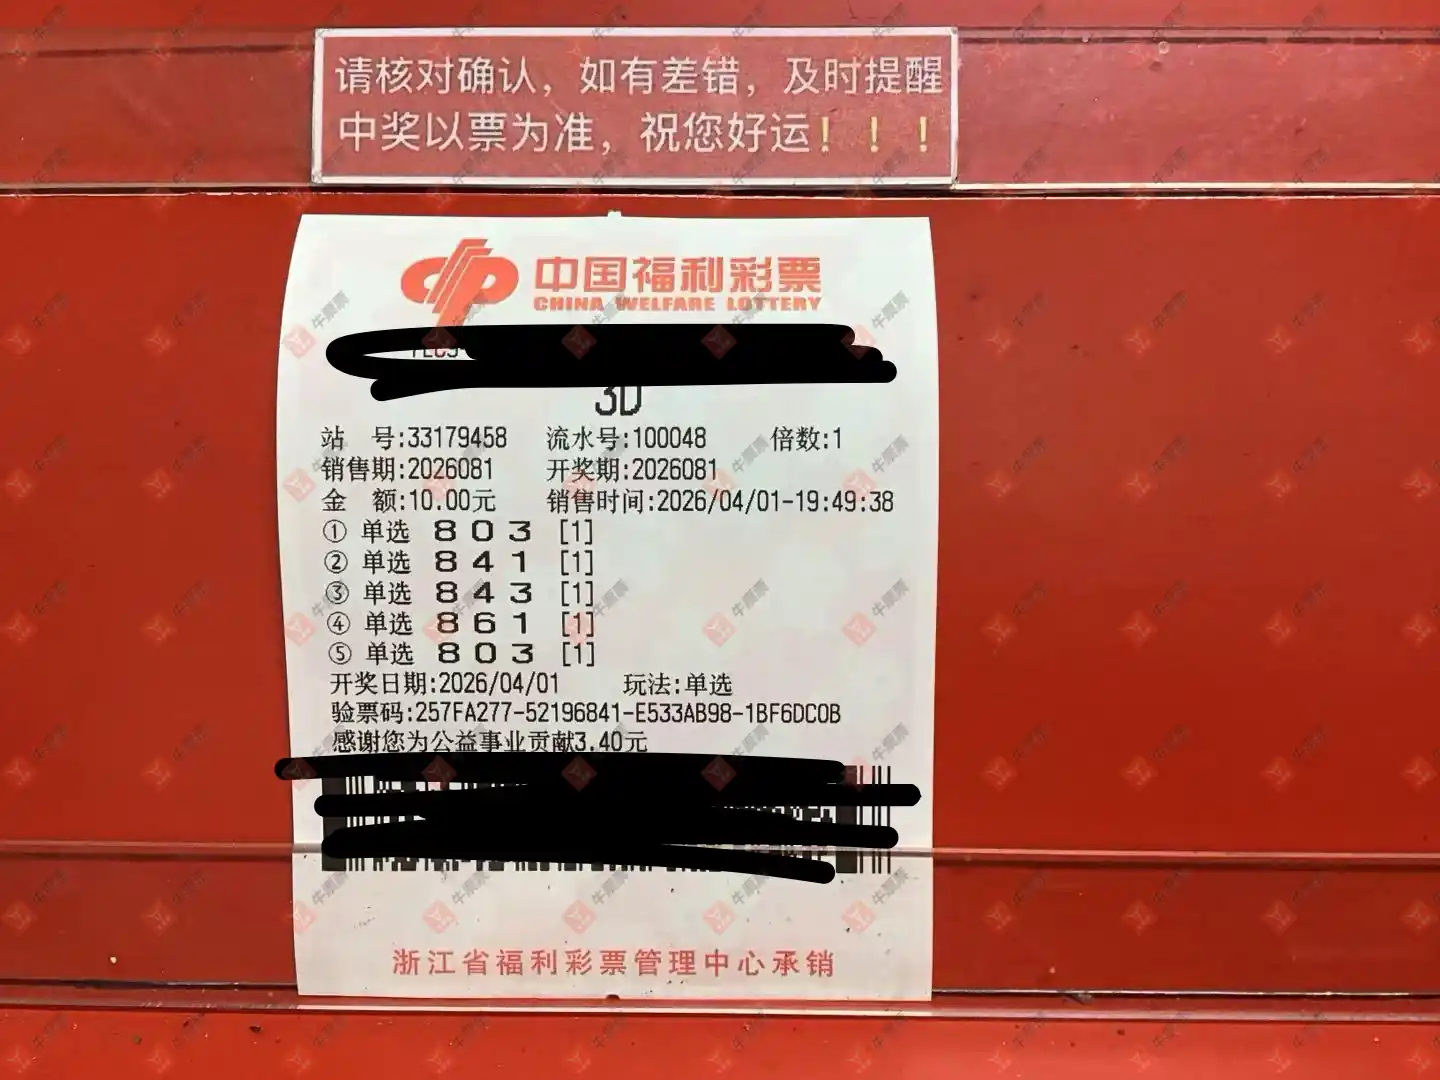 请核对确认，如有差错，及时提醒
中奖以票为准，祝您好运！！！
中国福利彩票
CHINA WELFARE LOTTERY
3D
站 号:33179458 流水号:100048 倍数:1
销售期:2026081 开奖期:2026081
金 额:10.00元 销售时间:2026/04/01-19:49:38
① 单选 8 0 3 [1]
② 单选 8 4 1 [1]
③ 单选 8 4 3 [1]
④ 单选 8 6 1 [1]
⑤ 单选 8 0 3 [1]
开奖日期:2026/04/01 玩法:单选
验票码:257FA277-52196841-E533AB98-1BF6DC0B
感谢您为公益事业贡献3.40元
浙江省福利彩票管理中心承销